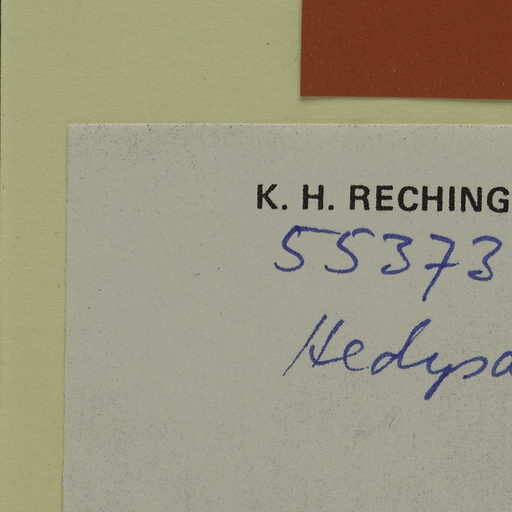 K. H. RECHING
55373
Hedysa